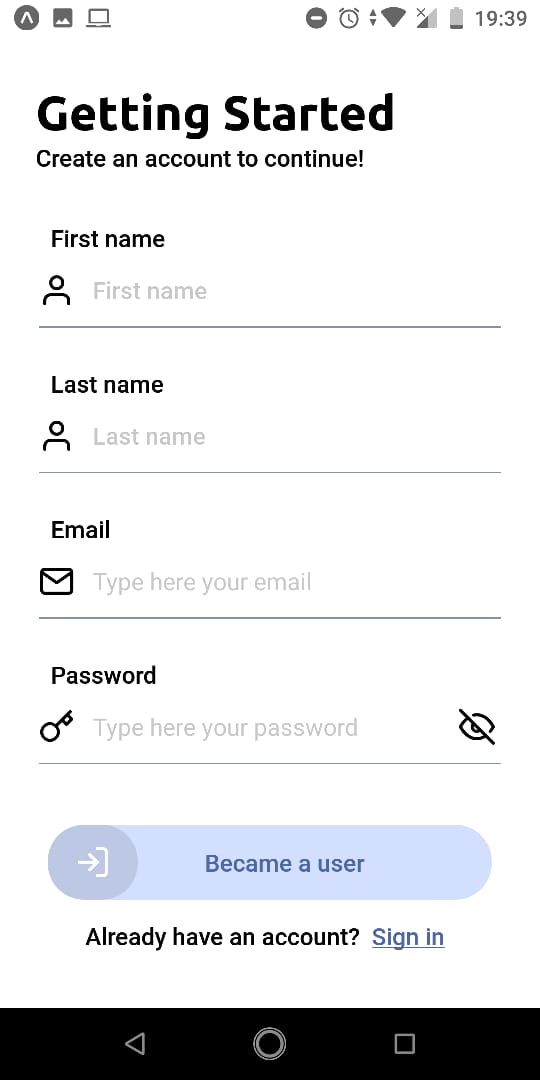 19:39
Getting Started
Create an account to continue!
First name
First name
Last name
Last name
Email
Type here your email
Password
Type here your password
Became a user
Already have an account? Sign in